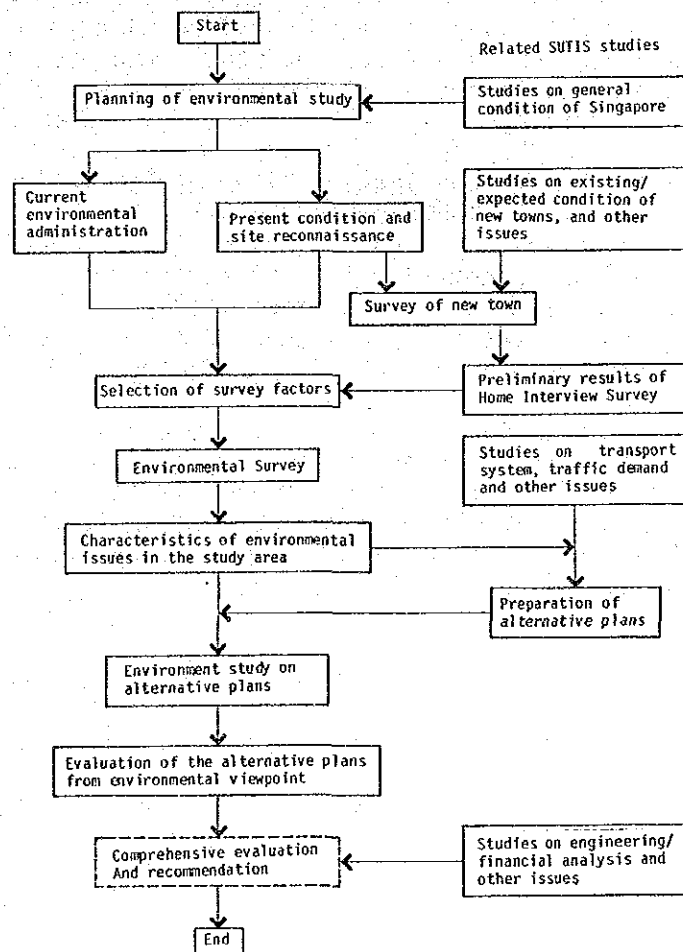 Start
Related SUTIS studies
Planning of environmental study
Studies on general
condition of Singapore
Current
environmental
administration
Present condition and
site reconnaissance
Studies on existing/
expected condition of
new towns, and other
issues
Survey of new town
Selection of survey factors
Preliminary results of
Home Interview Survey
Environmental Survey
Studies on transport
system, traffic demand
and other issues
Characteristics of environmental
issues in the study area
Preparation of
alternative plans
Environment study on
alternative plans
Evaluation of the alternative plans
from environmental viewpoint
Comprehensive evaluation
And recommendation
Studies on engineering/
financial analysis and
other issues
End